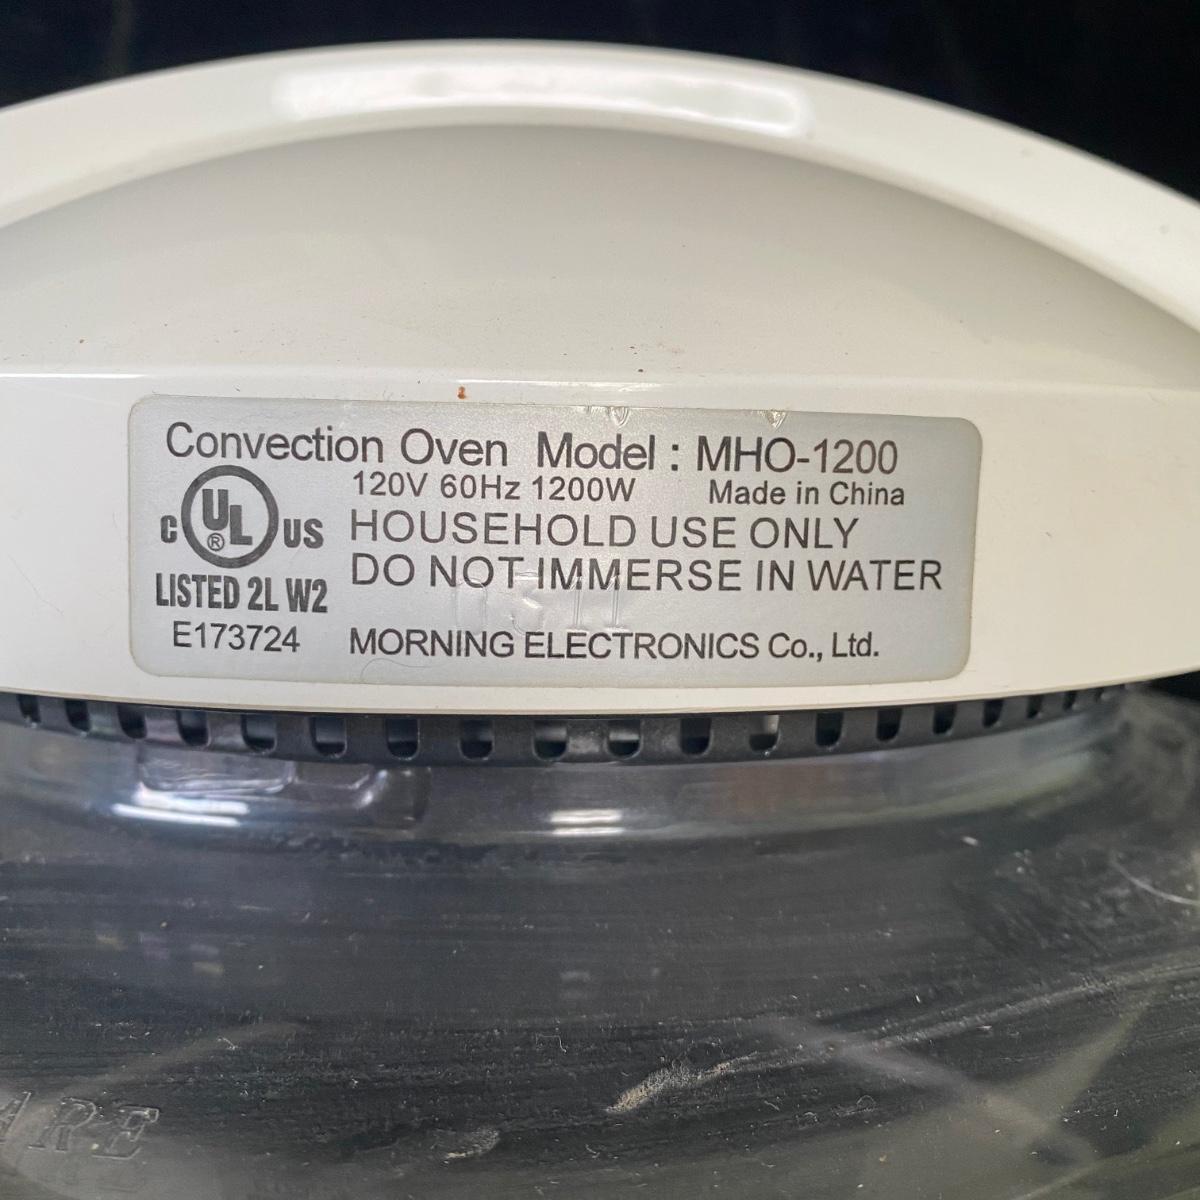 Convection Oven Model : MHO-1200
120V 60Hz 1200W Made in China
C UL ® US
HOUSEHOLD USE ONLY
DO NOT IMMERSE IN WATER
LISTED 2L W2
E173724
MORNING ELECTRONICS Co., Ltd.